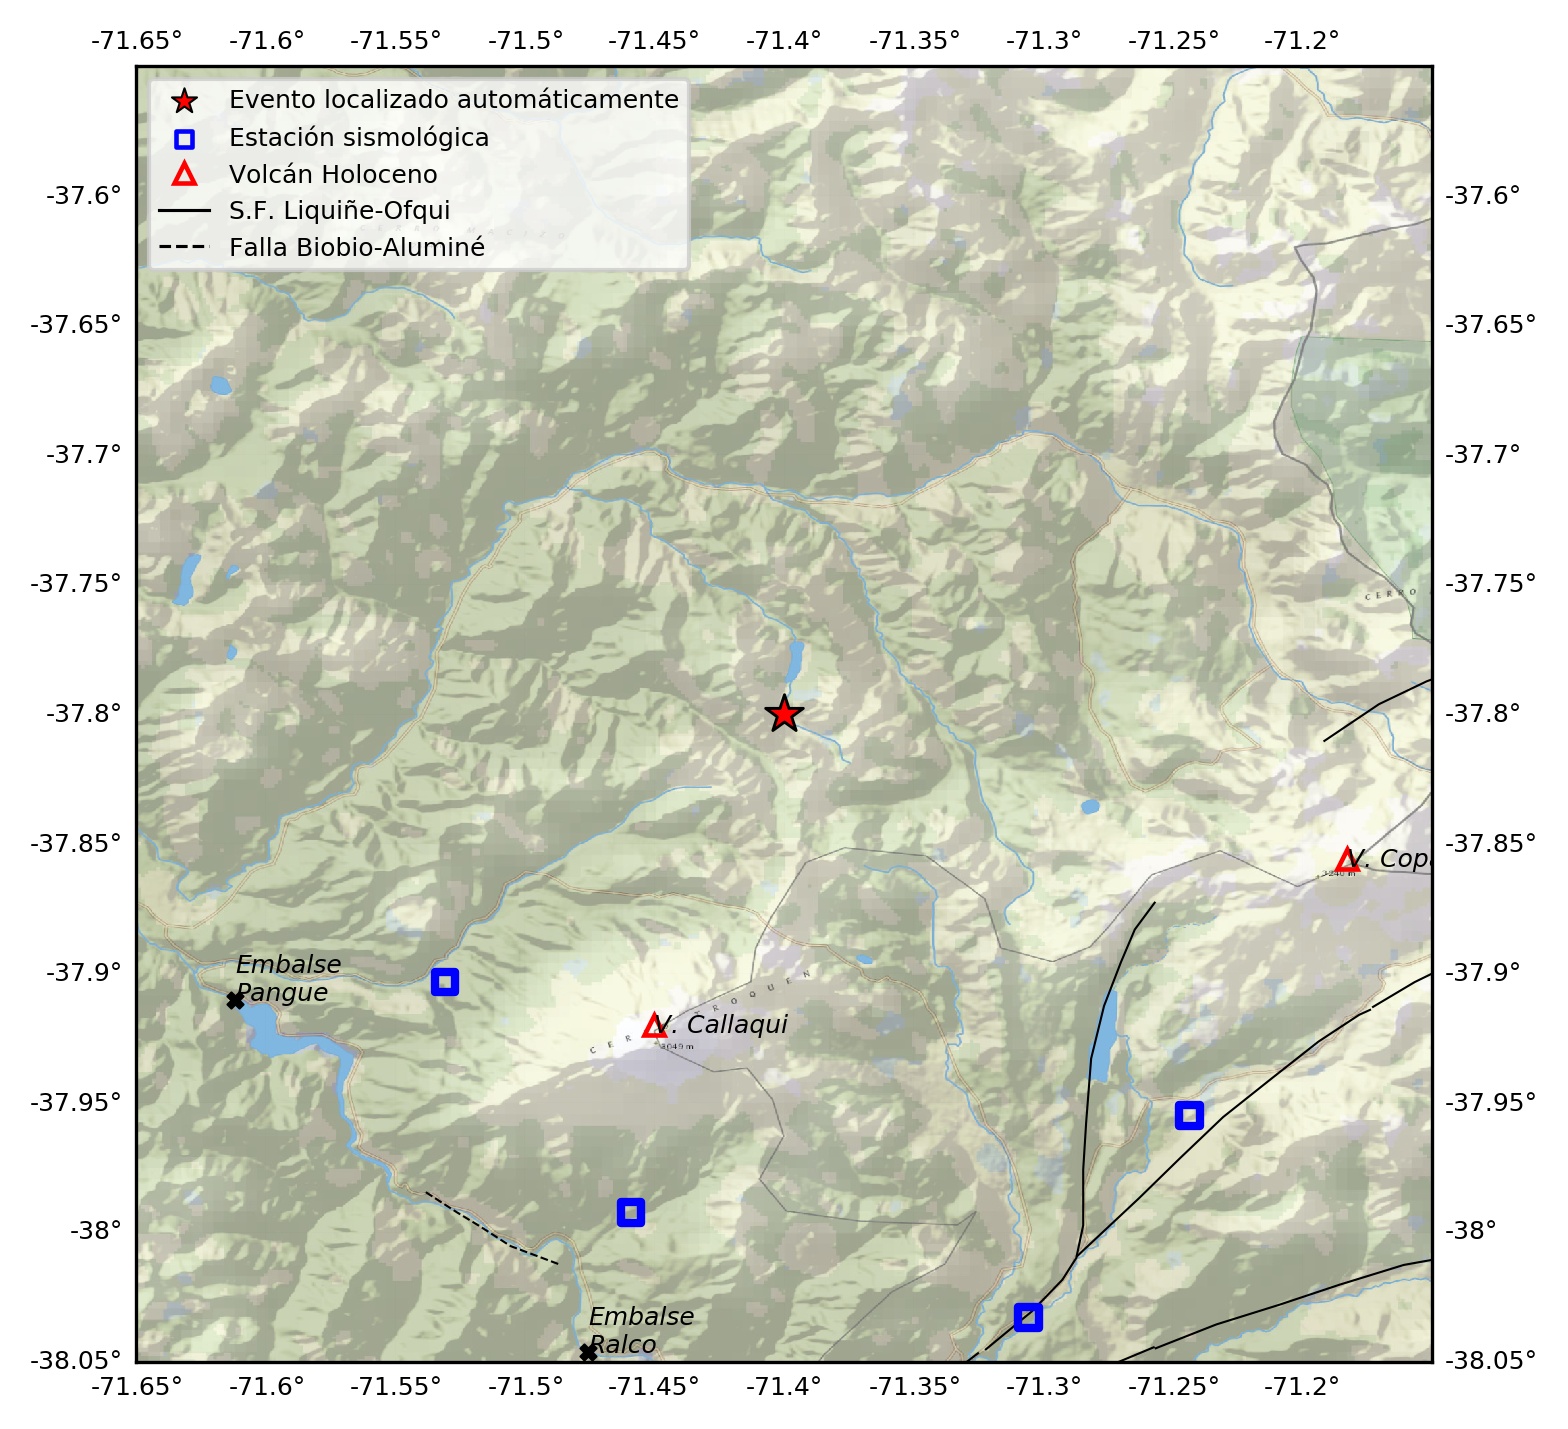 -71.65° -71.6° -71.55° -71.5° -71.45° -71.4° -71.35° -71.3° -71.25° -71.2°
Evento localizado automáticamente
Estación sismológica
Volcán Holoceno
S.F. Liquiñe-Ofqui
Falla Biobio-Aluminé
-37.6° -37.6°
-37.65° -37.65°
-37.7° -37.7°
-37.75° -37.75°
CERRO
-37.8° -37.8°
-37.85° -37.85°
V. Cop
3240 m
-37.9° -37.9°
Embalse
Pangue
V. Callaqui
3049 m
-37.95° -37.95°
-38° -38°
Embalse
Ralco
-38.05° -38.05°
-71.65° -71.6° -71.55° -71.5° -71.45° -71.4° -71.35° -71.3° -71.25° -71.2°